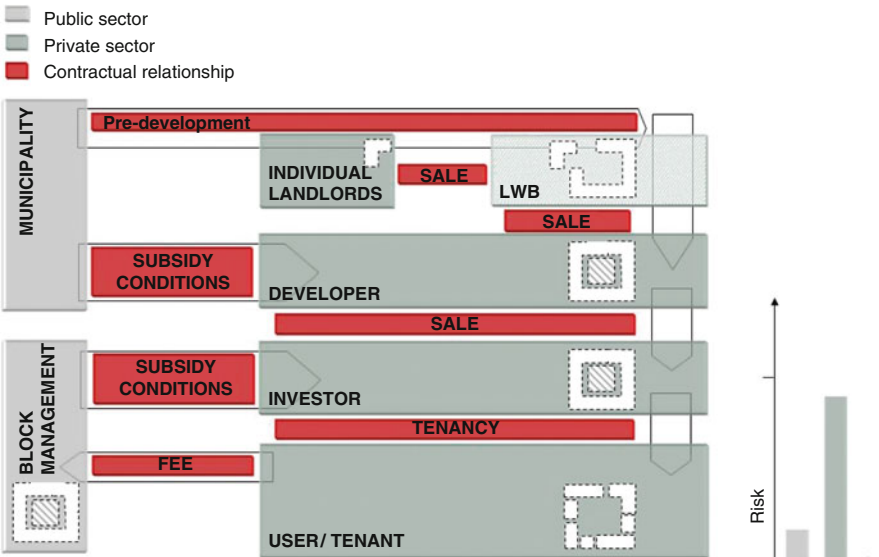 Public sector
Private sector
Contractual relationship
MUNICIPALITY
Pre-development
INDIVIDUAL
LANDLORDS
SALE
LWB
SALE
SUBSIDY
CONDITIONS
DEVELOPER
SALE
BLOCK
MANAGEMENT
SUBSIDY
CONDITIONS
INVESTOR
TENANCY
FEE
USER/ TENANT
Risk